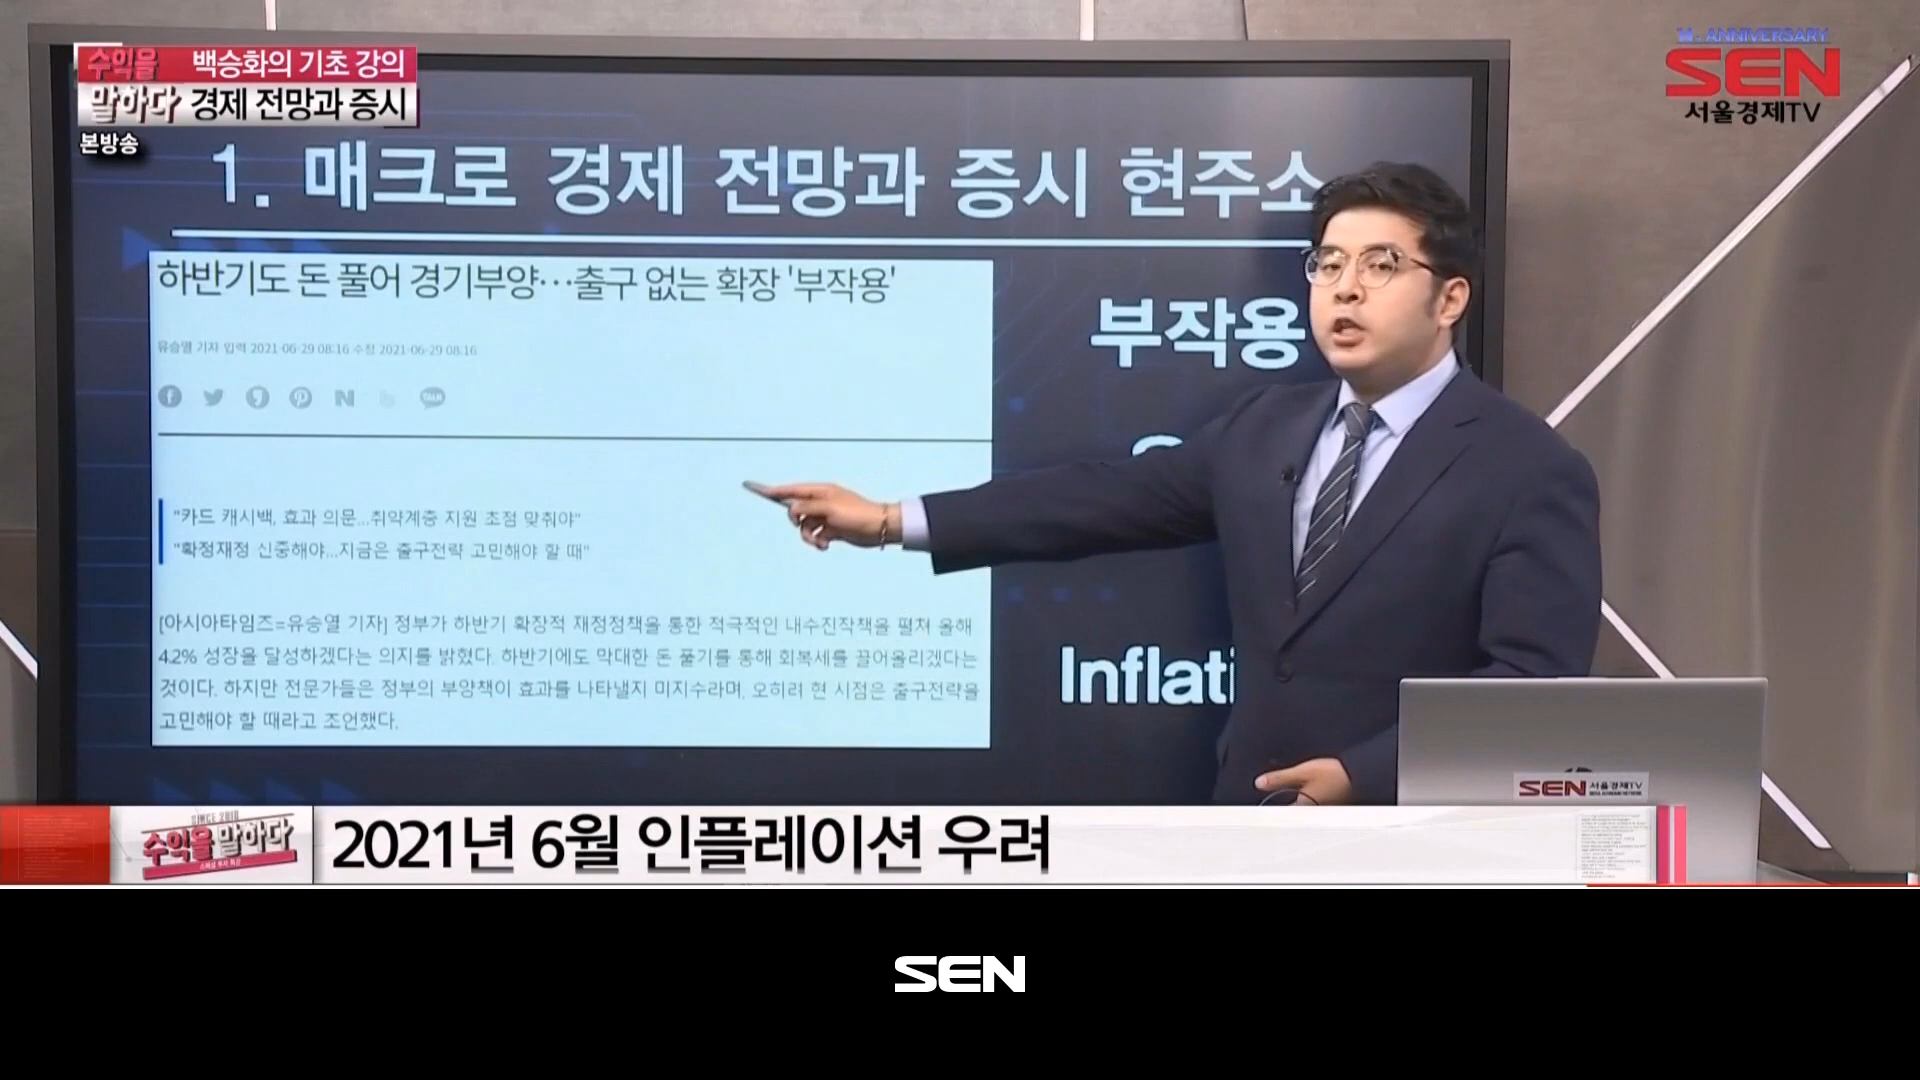 수익을
말하다
백승화의 기초 강의
경제 전망과 증시
본방송
SEN
서울경제TV
1. 매크로 경제 전망과 증시 현주소
하반기도 돈 풀어 경기부양…출구 없는 확장 '부작용'
유승열 기자 입력 2021-06-29 08:16 수정 2021-06-29 08:16
"카드 캐시백, 효과 의문...취약계층 지원 초점 맞춰야"
"확정재정 신중해야...지금은 출구전략 고민해야 할 때"
[아시아타임즈=유승열 기자] 정부가 하반기 확장적 재정정책을 통한 적극적인 내수진작책을 펼쳐 올해
4.2% 성장을 달성하겠다는 의지를 밝혔다. 하반기에도 막대한 돈 풀기를 통해 회복세를 끌어올리겠다는
것이다. 하지만 전문가들은 정부의 부양책이 효과를 나타낼지 미지수라며, 오히려 현 시점은 출구전략을
고민해야 할 때라고 조언했다.
부작용
Inflati
SEN 서울경제TV
수익을 말하다
2021년 6월 인플레이션 우려
SEN